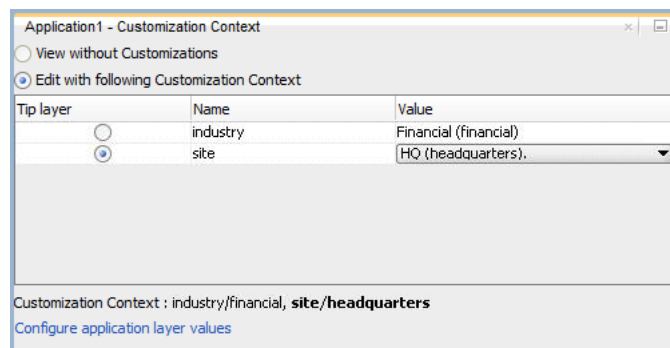 Application1 - Customization Context
View without Customizations
Edit with following Customization Context
Tip layer Name Value
industry Financial (financial)
site HQ (headquarters).
Customization Context : industry/financial, site/headquarters
Configure application layer values